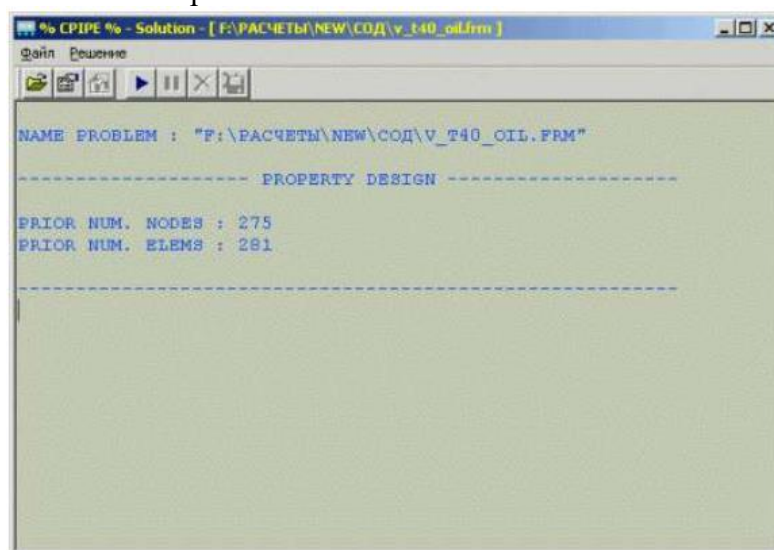 % CPIPE % - Solution - [ F:\РАСЧЕТЫ\NEW\СОД\v_t40_oil.frm ]
Файл Решение
NAME PROBLEM : "F:\РАСЧЕТЫ\NEW\СОД\V_T40_OIL.FRM"
-------------------- PROPERTY DESIGN --------------------
PRIOR NUM. NODES : 275
PRIOR NUM. ELEMS : 281
---------------------------------------------------------